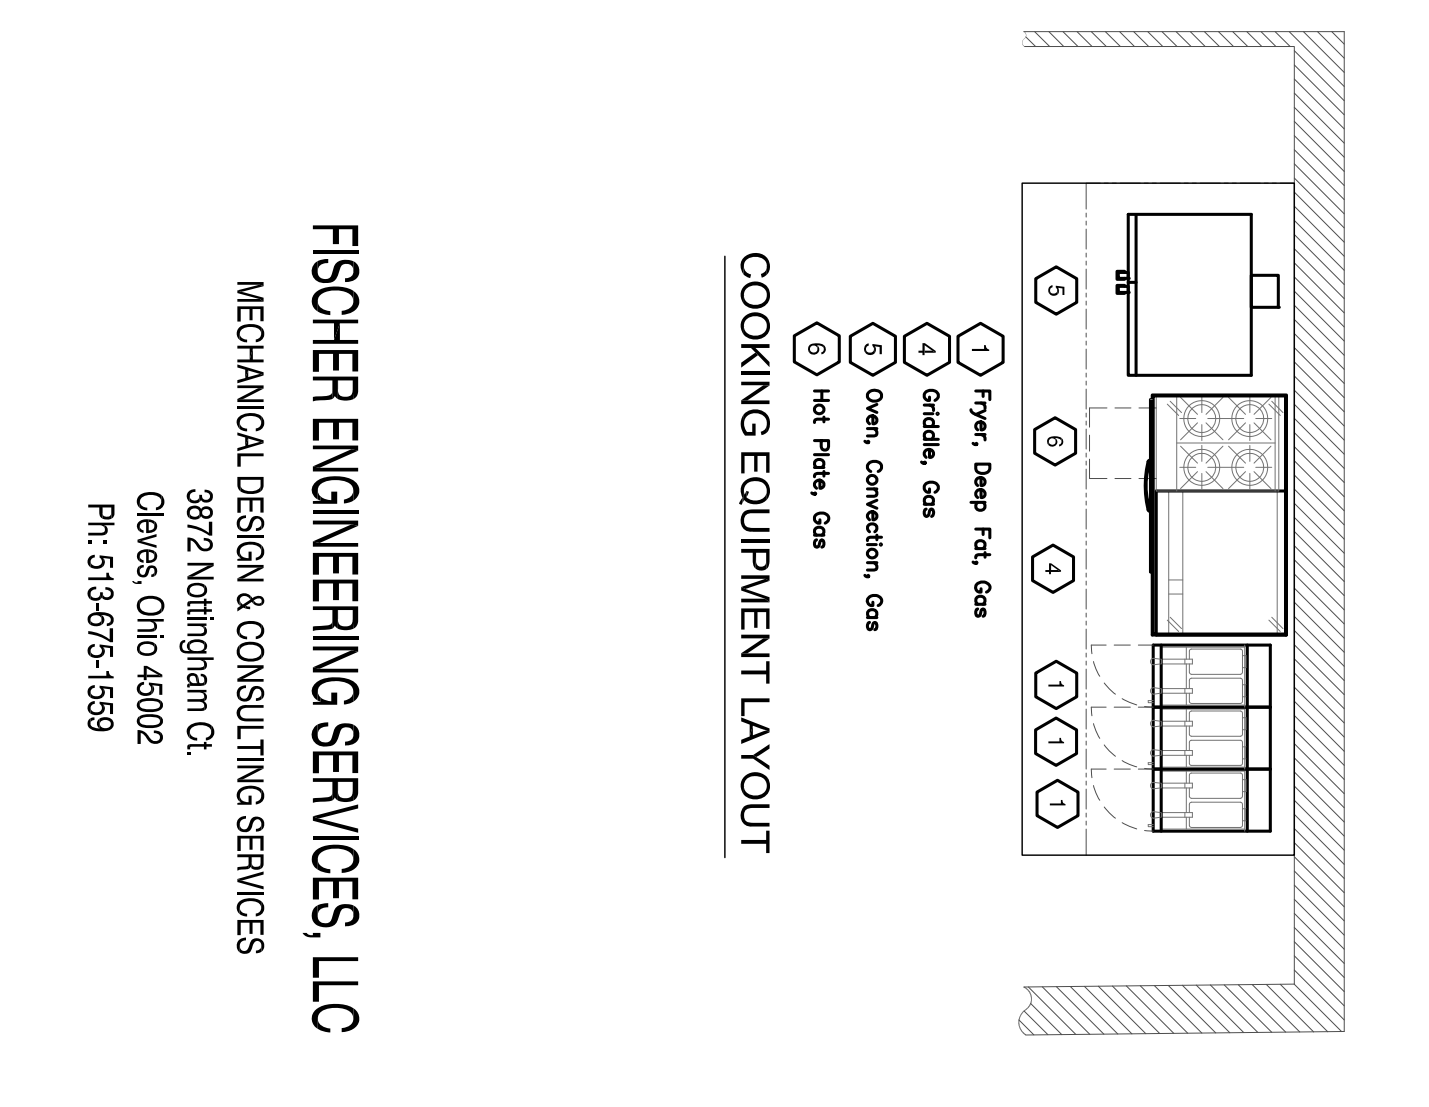 5
6
4
1
1
1
1 Fryer, Deep Fat, Gas
4 Griddle, Gas
5 Oven, Convection, Gas
6 Hot Plate, Gas
COOKING EQUIPMENT LAYOUT
FISCHER ENGINEERING SERVICES, LLC
MECHANICAL DESIGN & CONSULTING SERVICES
3872 Nottingham Ct.
Cleves, Ohio 45002
Ph: 513-675-1559